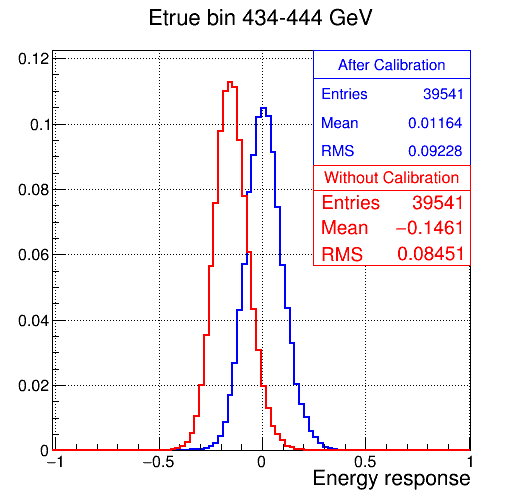 Etrue bin 434-444 GeV
After Calibration
Entries 39541
Mean 0.01164
RMS 0.09228
Without Calibration
Entries 39541
Mean −0.1461
RMS 0.08451
0.12
0.1
0.08
0.06
0.04
0.02
0
−1 −0.5 0 0.5 1
Energy response